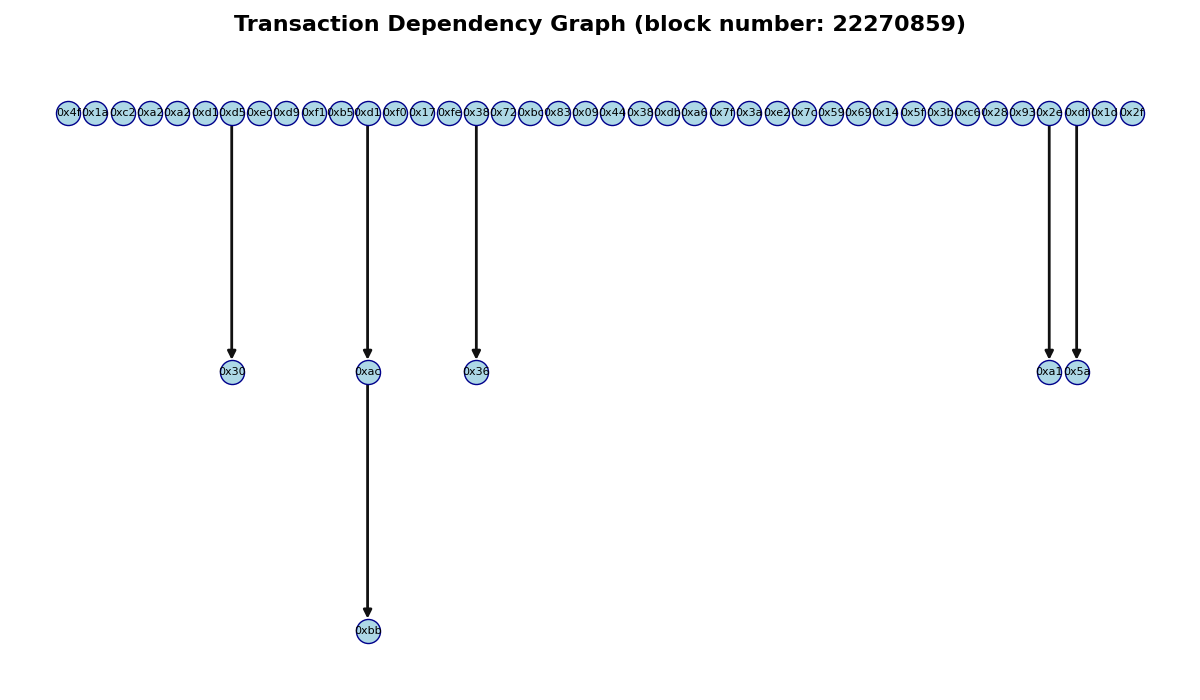 Transaction Dependency Graph (block number: 22270859)
0x4f 0x1a 0xc2 0xa2 0xa2 0xd1 0xd5 0xec 0xd9 0xf1 0xb5 0xd1 0xf0 0x17 0xfe 0x38 0x72 0xbc 0x83 0x09 0x44 0x38 0xdb 0xa6 0x7f 0x3a 0xe2 0x7c 0x59 0x69 0x14 0x5f 0x3b 0xc6 0x28 0x93 0x2e 0xdf 0x1d 0x2f
0x30 0xac 0x36 0xa1 0x5a
0xbb